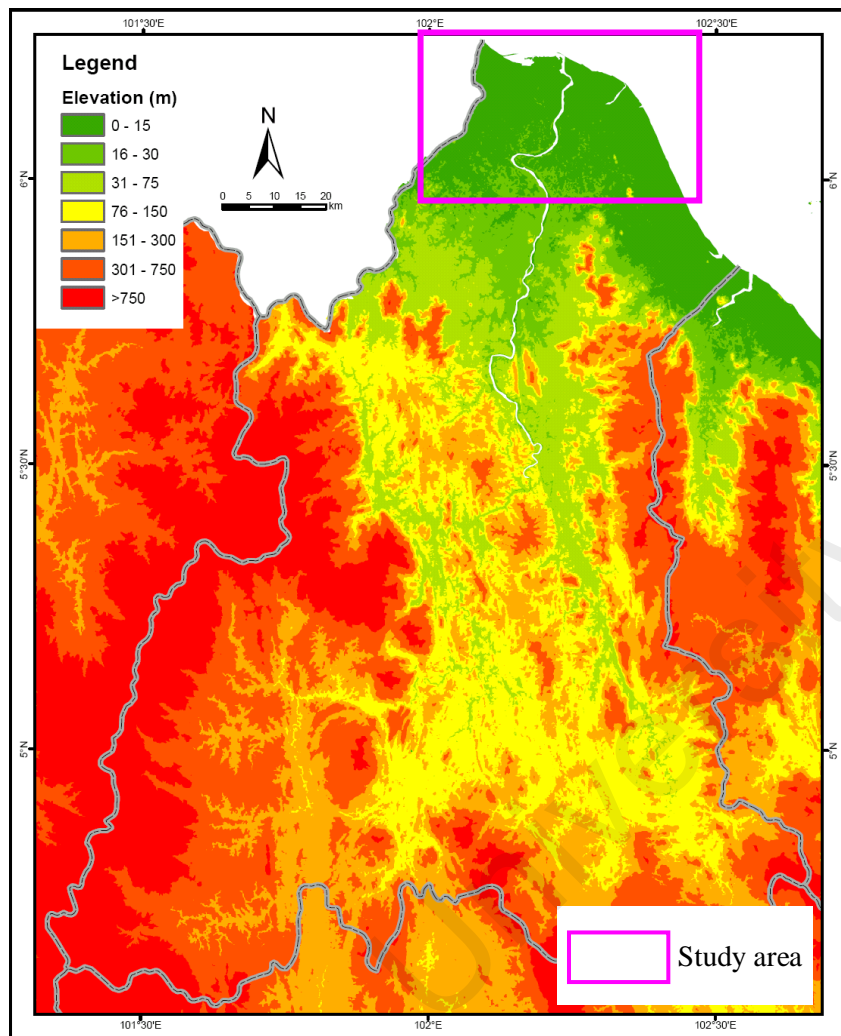 101°30'E 102°E 102°30'E
Legend
Elevation (m)
0 - 15
16 - 30
31 - 75
76 - 150
151 - 300
301 - 750
>750
N
0 5 10 15 20
km
6°N 6°N
5°30'N 5°30'N
5°N 5°N
Study area
101°30'E 102°E 102°30'E